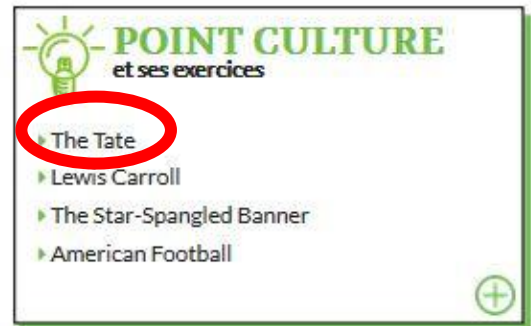 POINT CULTURE
et ses exercices
The Tate
Lewis Carroll
The Star-Spangled Banner
American Football